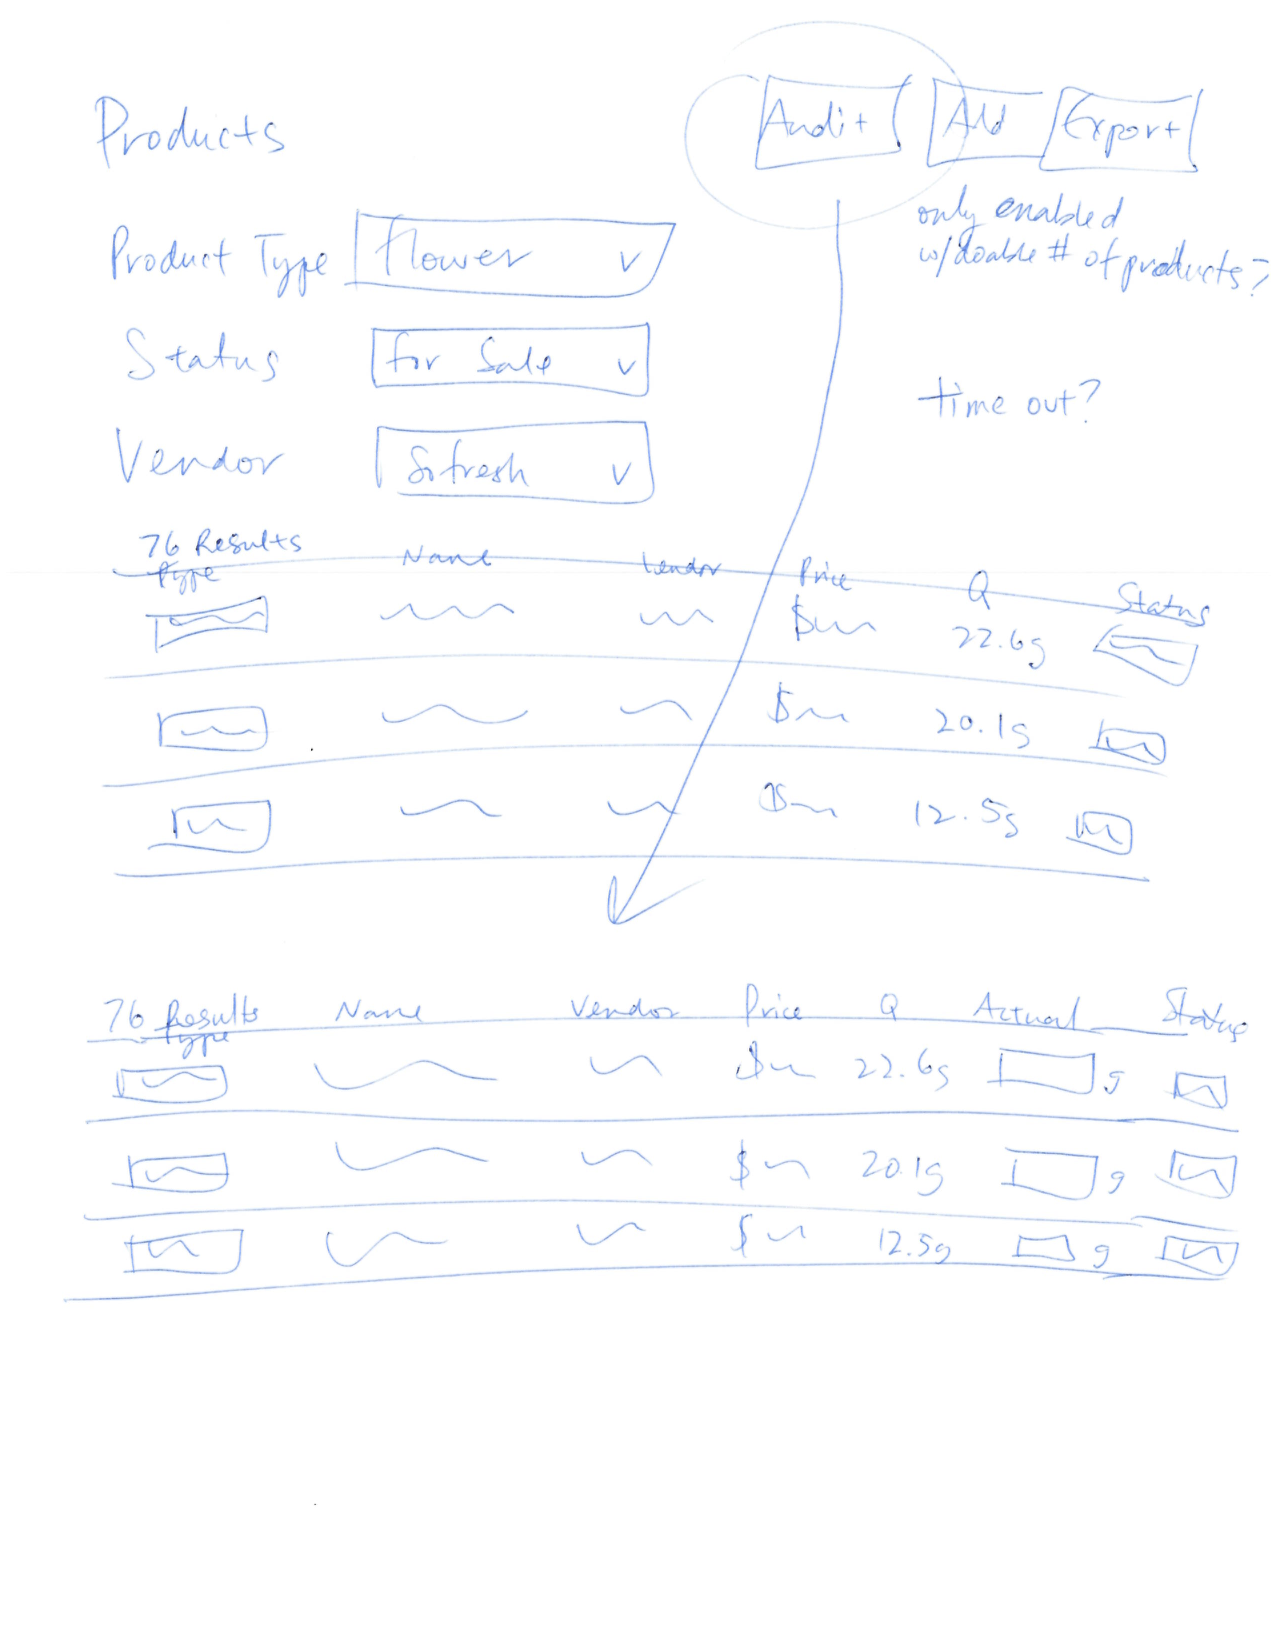 Products
Audit Add Export
only enabled
w/doable # of products?
Product Type Flower
Status for Sale
time out?
Vendor Sofresh
76 Results
Type Name Vendor Price Q Status
$ 22.6g
$ 20.1g
$ 12.5g
76 Results Name Vendor Price Q Actual Status
Type
$ 22.6g g
$ 20.1g g
$ 12.5g g